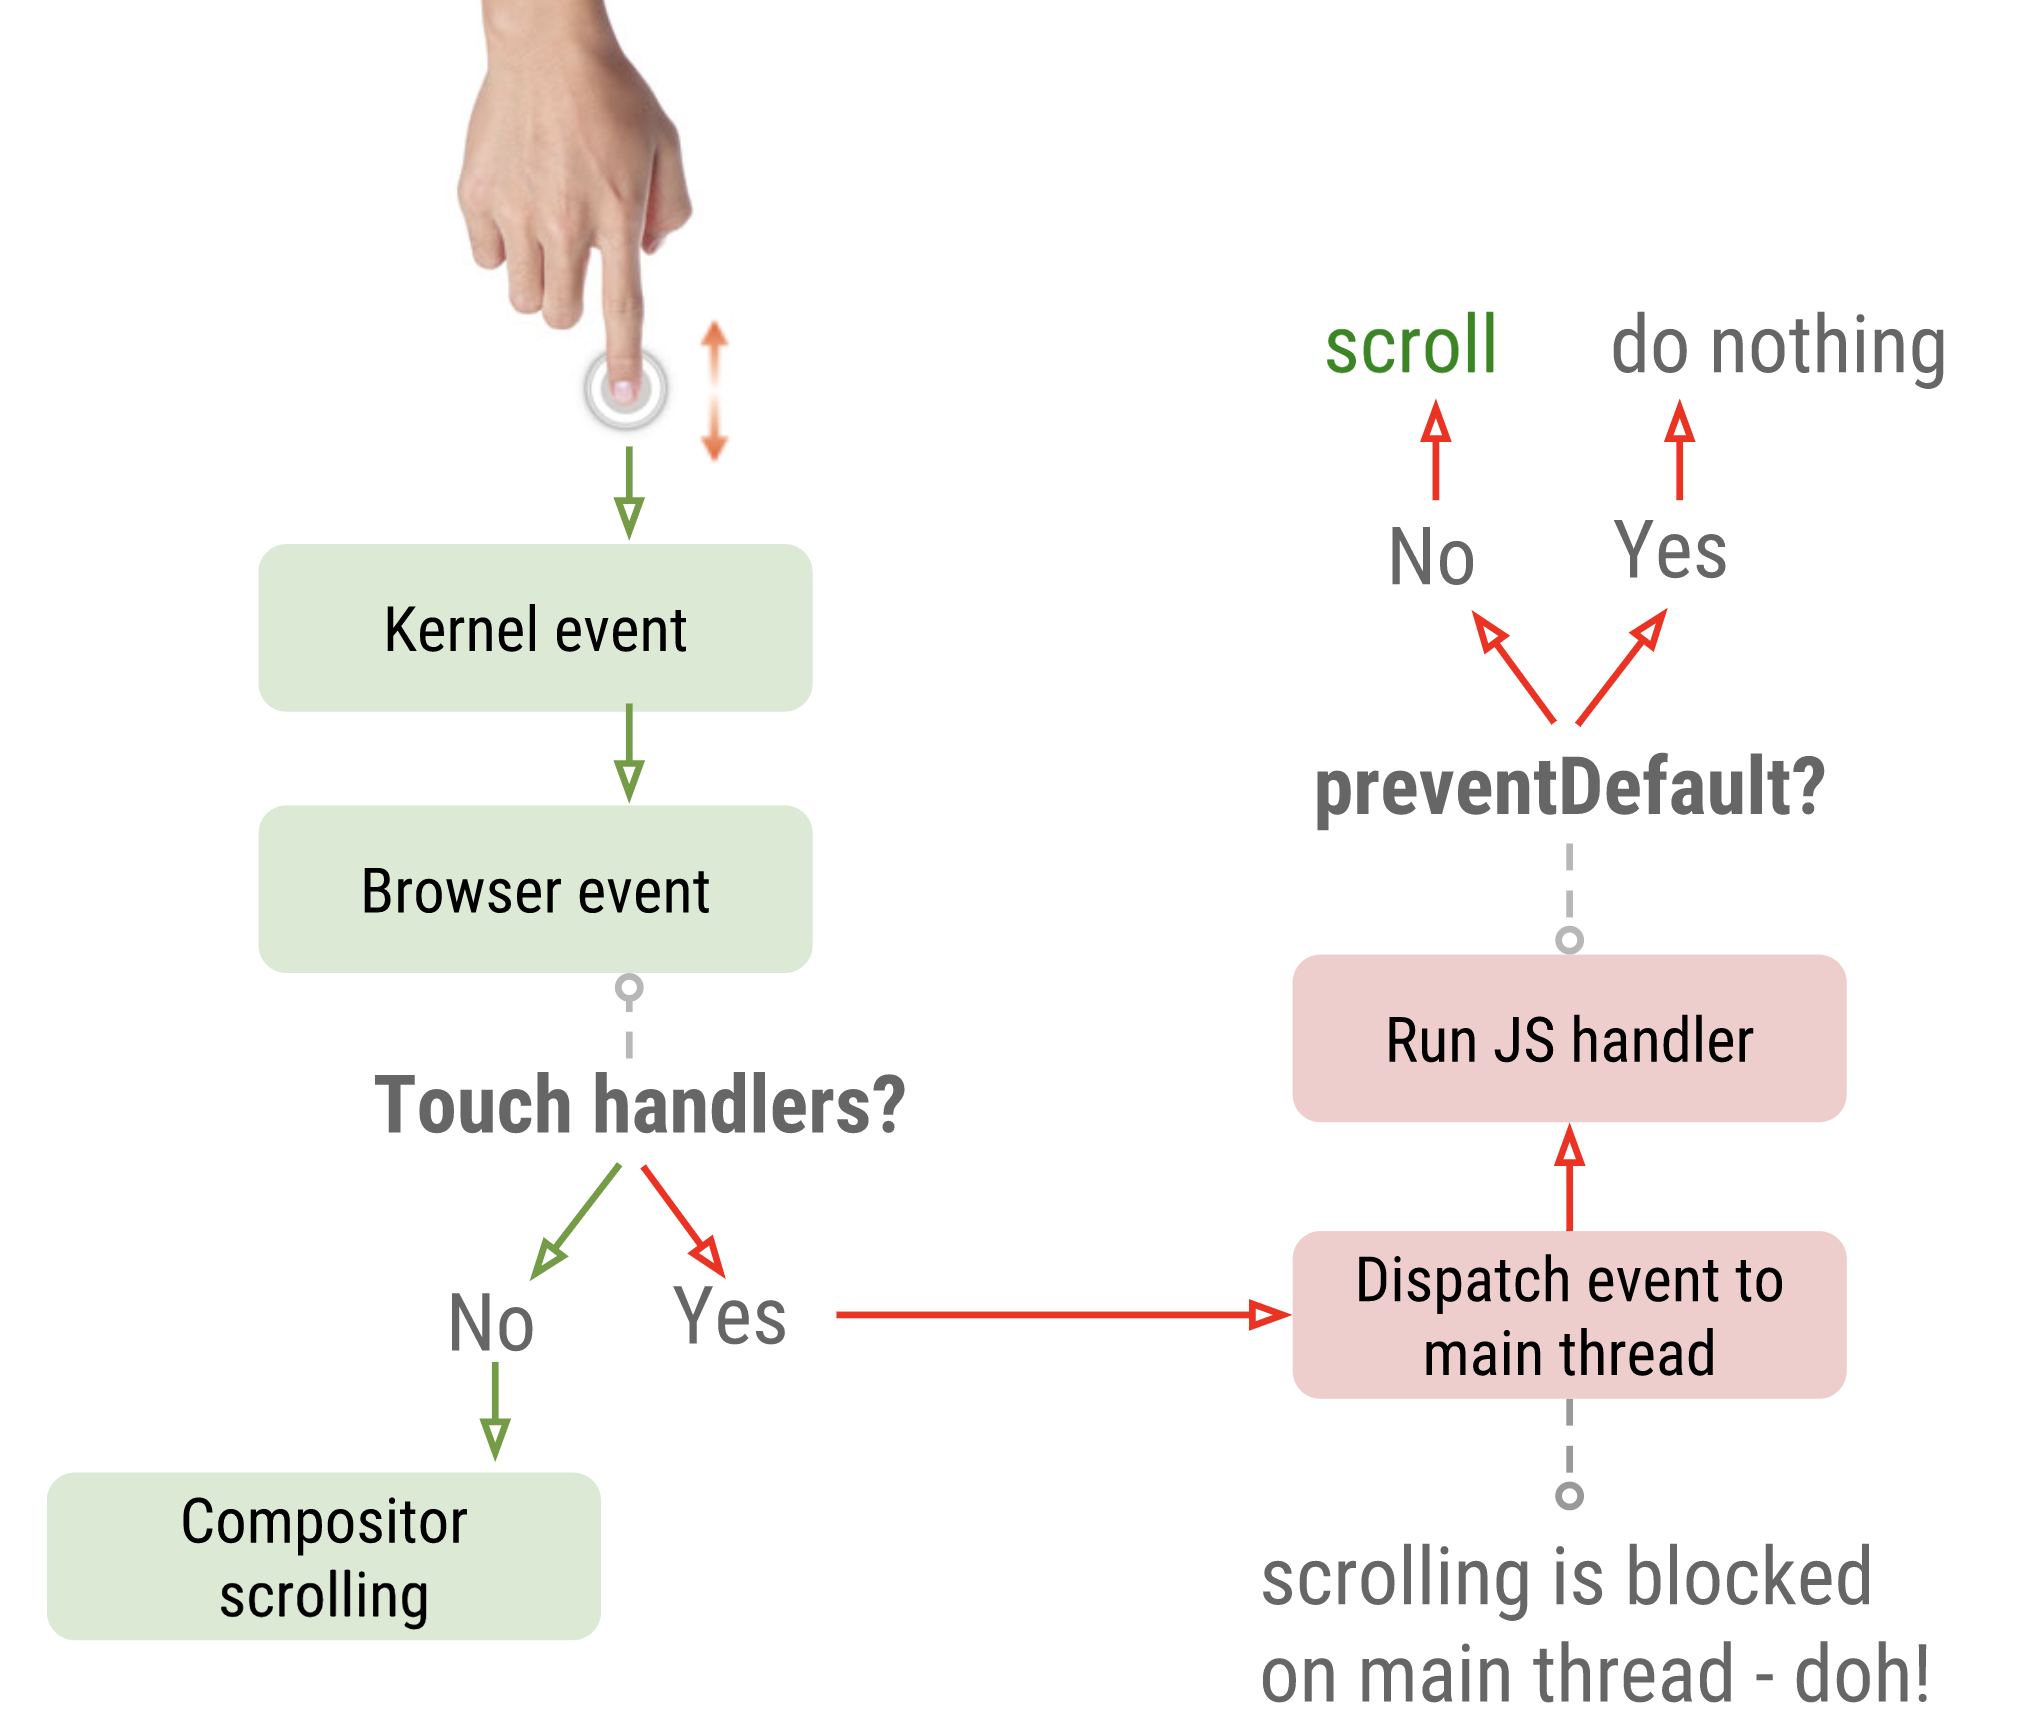 Kernel event
Browser event
Touch handlers?
No
Yes
Compositor
scrolling
scroll
do nothing
No
Yes
preventDefault?
Run JS handler
Dispatch event to
main thread
scrolling is blocked
on main thread - doh!